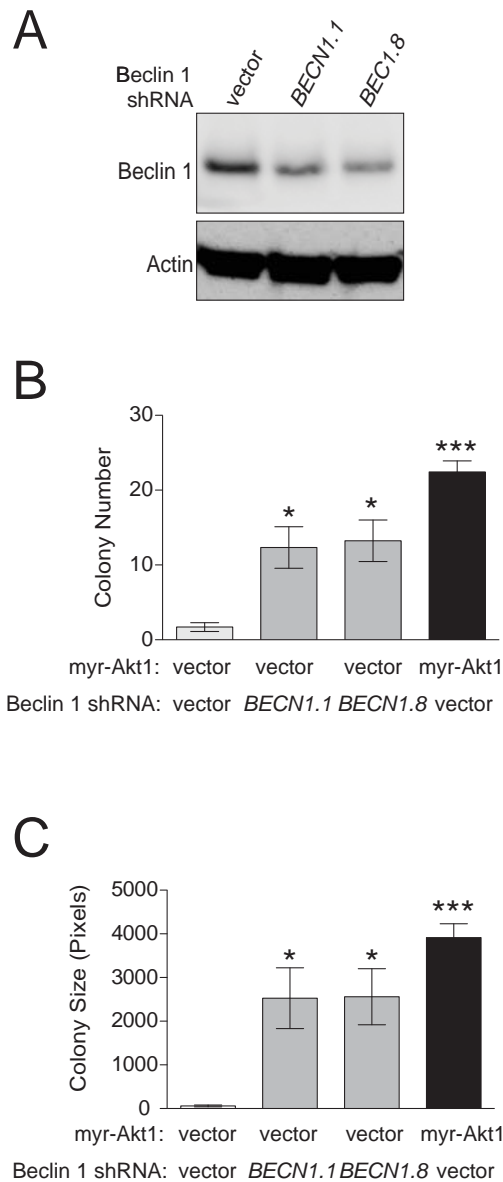 A
Beclin 1
shRNA
vector
BECN1.1
BEC1.8
Beclin 1
Actin
B
Colony Number
30
20
10
0
*
*
***
myr-Akt1: vector vector vector myr-Akt1
Beclin 1 shRNA: vector BECN1.1 BECN1.8 vector
C
Colony Size (Pixels)
5000
4000
3000
2000
1000
0
*
*
***
myr-Akt1: vector vector vector myr-Akt1
Beclin 1 shRNA: vector BECN1.1 BECN1.8 vector